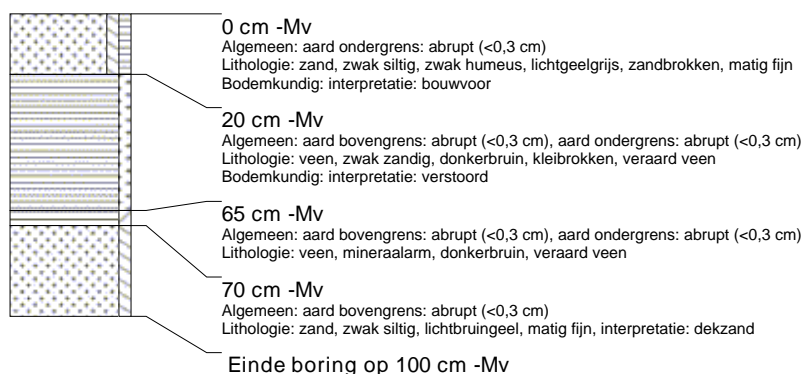 0 cm -Mv
Algemeen: aard ondergrens: abrupt (<0,3 cm)
Lithologie: zand, zwak siltig, zwak humeus, lichtgeelgrijs, zandbrokken, matig fijn
Bodemkundig: interpretatie: bouwvoor
20 cm -Mv
Algemeen: aard bovengrens: abrupt (<0,3 cm), aard ondergrens: abrupt (<0,3 cm)
Lithologie: veen, zwak zandig, donkerbruin, kleibrokken, veraard veen
Bodemkundig: interpretatie: verstoord
65 cm -Mv
Algemeen: aard bovengrens: abrupt (<0,3 cm), aard ondergrens: abrupt (<0,3 cm)
Lithologie: veen, mineraalarm, donkerbruin, veraard veen
70 cm -Mv
Algemeen: aard bovengrens: abrupt (<0,3 cm)
Lithologie: zand, zwak siltig, lichtbruingeel, matig fijn, interpretatie: dekzand
Einde boring op 100 cm -Mv